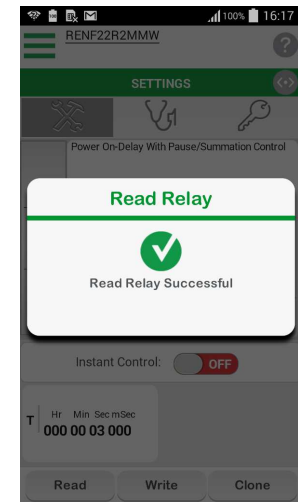 100% 16:17
RENF22R2MMW
?
SETTINGS
Power On-Delay With Pause/Summation Control
Read Relay
Read Relay Successful
Instant Control: OFF
Hr Min Sec mSec
T 000 00 03 000
Read Write Clone